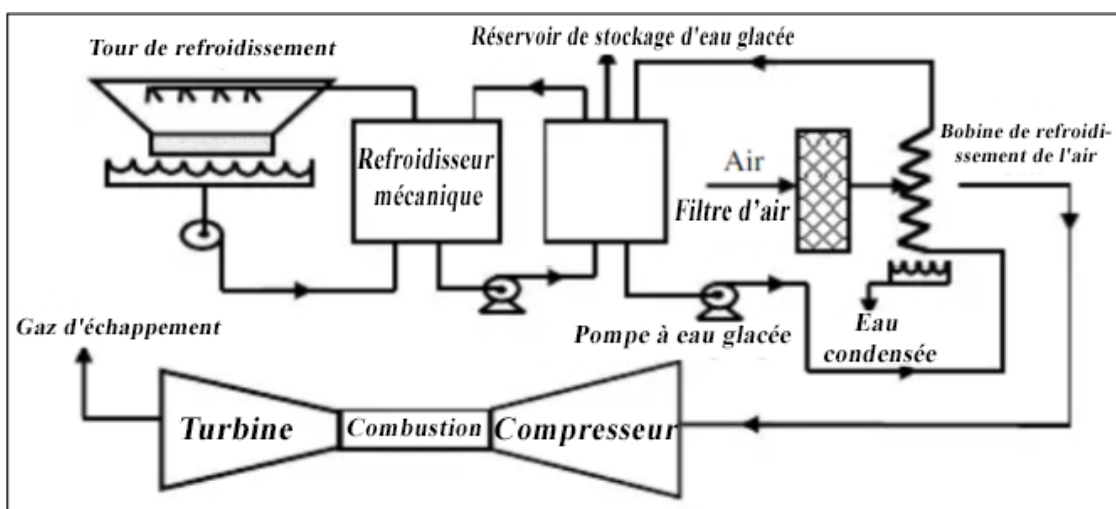 Tour de refroidissement
Réservoir de stockage d'eau glacée
Refroidisseur
mécanique
Air
Filtre d'air
Bobine de refroidi-
ssement de l'air
Gaz d'échappement
Pompe à eau glacée
Eau
condensée
Turbine
Combustion
Compresseur